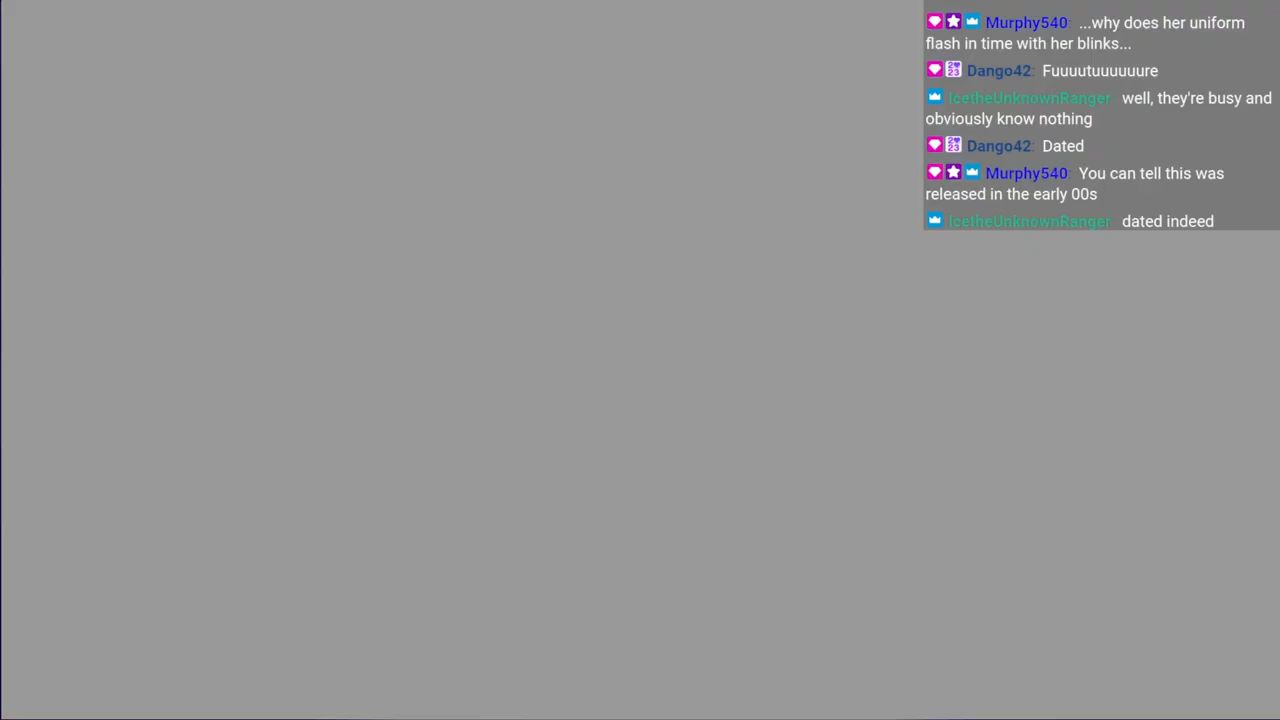 Murphy540: ...why does her uniform
flash in time with her blinks...
2023 Dango42: Fuuuutuuuuuure
IcetheUnknownRanger well, they're busy and
obviously know nothing
2023 Dango42: Dated
Murphy540: You can tell this was
released in the early 00s
IcetheUnknownRanger dated indeed